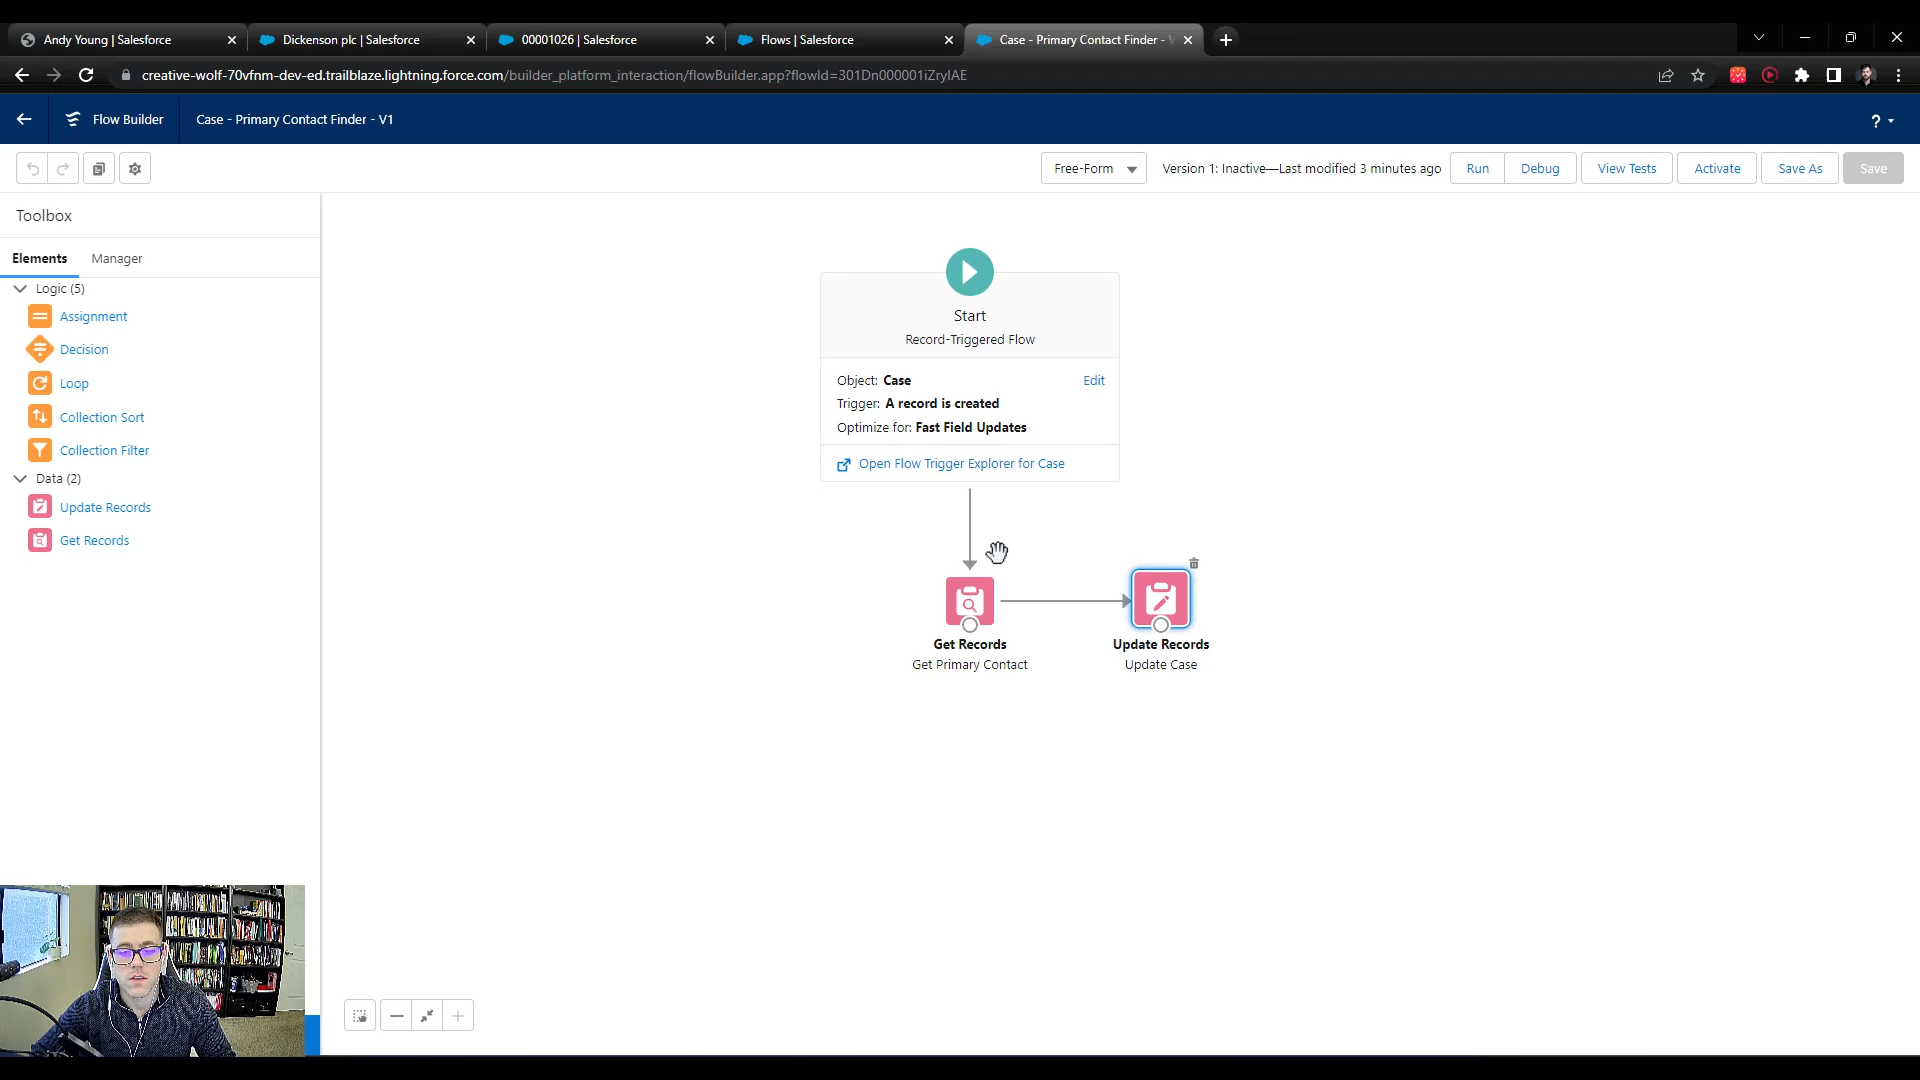 Andy Young | Salesforce
Dickenson plc | Salesforce
00001026 | Salesforce
Flows | Salesforce
Case - Primary Contact Finder -
creative-wolf-70vfnm-dev-ed.trailblaze.lightning.force.com/builder_platform_interaction/flowBuilder.app?flowId=301Dn000001iZryIAE
Flow Builder
Case - Primary Contact Finder - V1
?
Free-Form
Version 1: Inactive—Last modified 3 minutes ago
Run
Debug
View Tests
Activate
Save As
Save
Toolbox
Elements
Manager
Logic (5)
Assignment
Decision
Loop
Collection Sort
Collection Filter
Data (2)
Update Records
Get Records
Start
Record-Triggered Flow
Object: Case
Edit
Trigger: A record is created
Optimize for: Fast Field Updates
Open Flow Trigger Explorer for Case
Get Records
Get Primary Contact
Update Records
Update Case